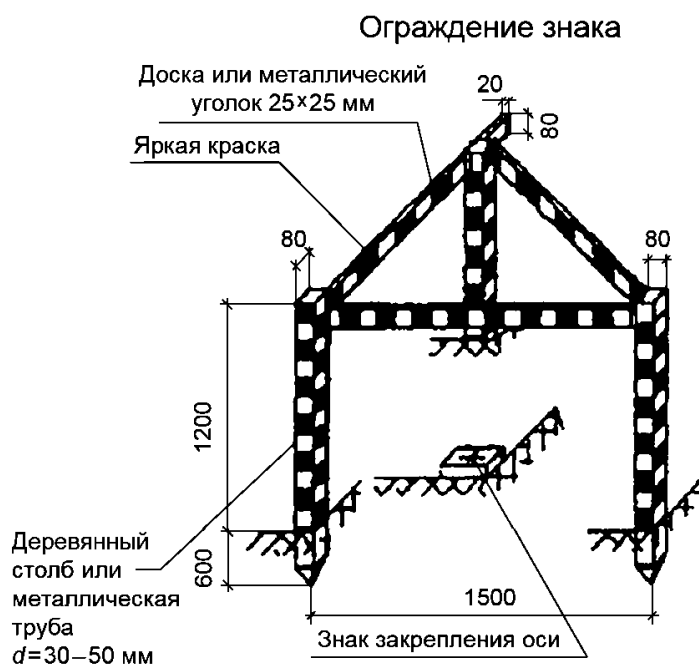 Ограждение знака
Доска или металлический
уголок 25×25 мм
20
80
Яркая краска
80
80
1200
600
Деревянный
столб или
металлическая
труба
d=30–50 мм
1500
Знак закрепления оси